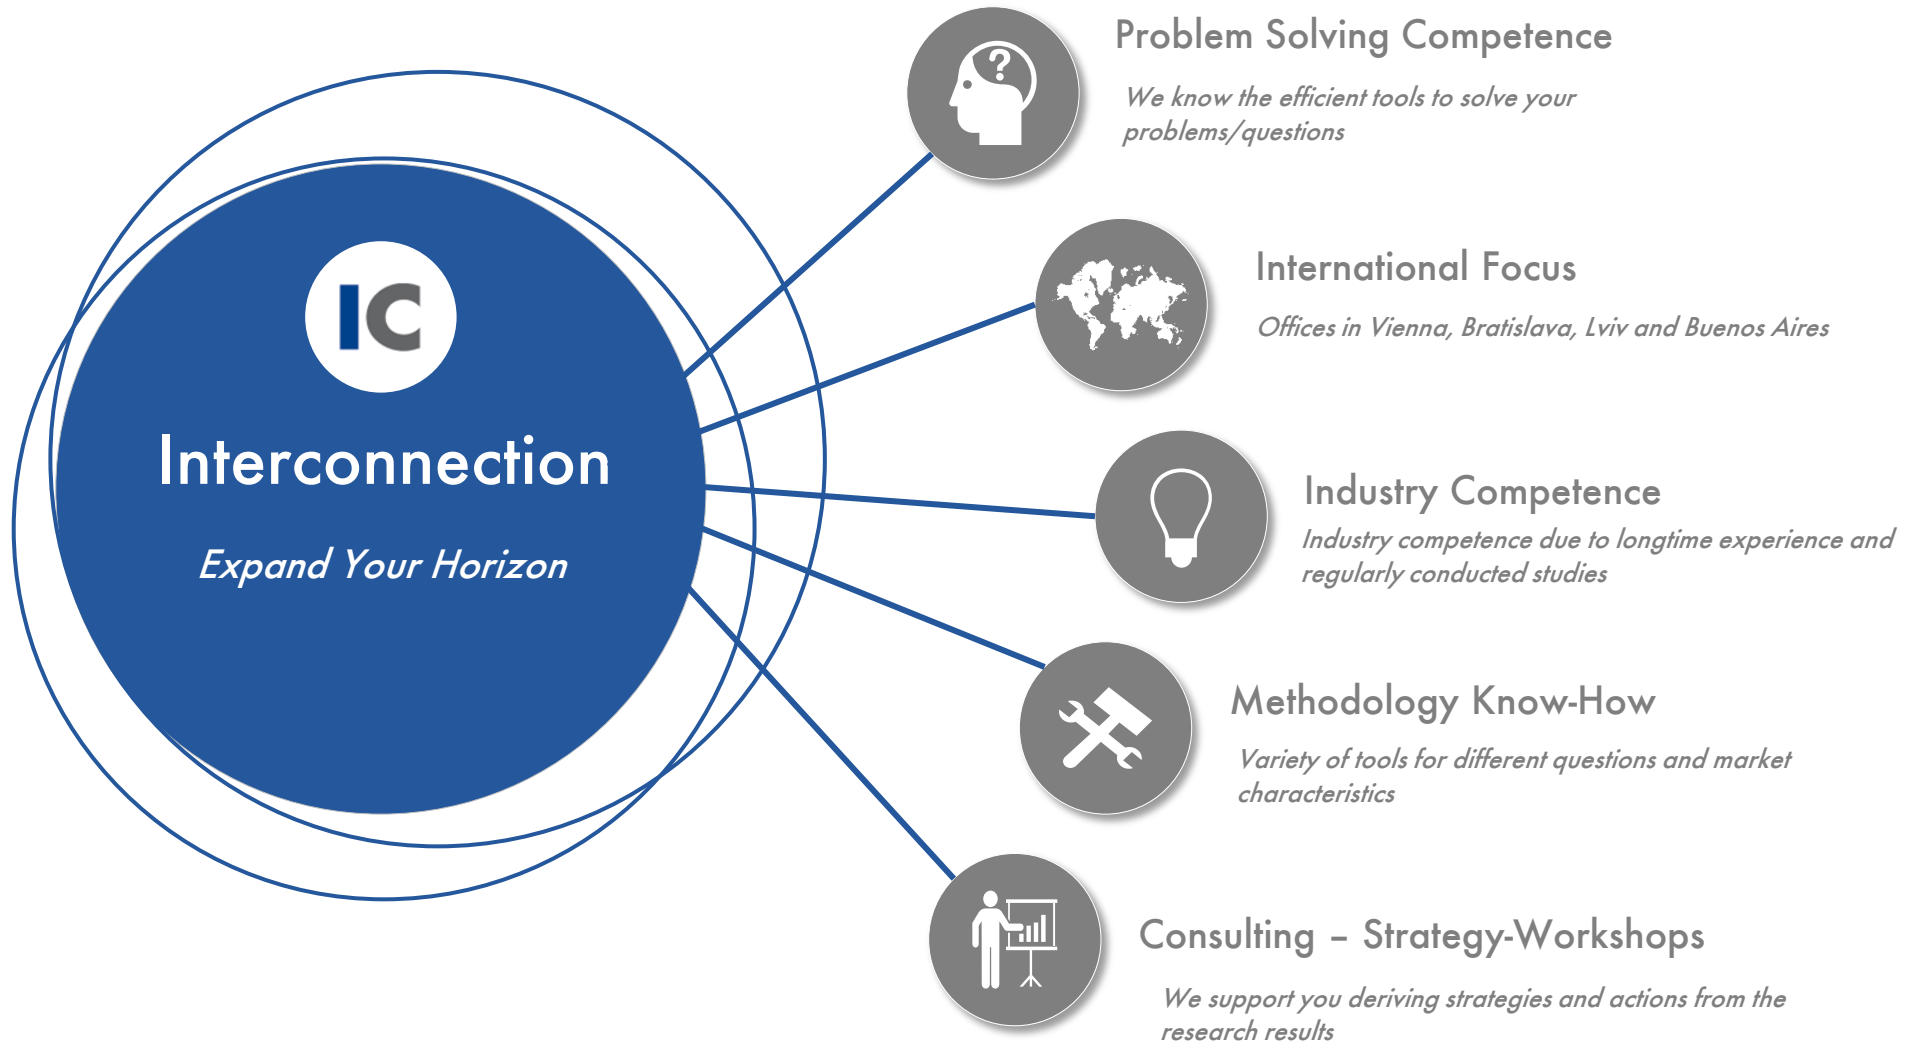 IC
Interconnection
Expand Your Horizon
?
Problem Solving Competence
We know the efficient tools to solve your
problems/questions
International Focus
Offices in Vienna, Bratislava, Lviv and Buenos Aires
Industry Competence
Industry competence due to longtime experience and
regularly conducted studies
Methodology Know-How
Variety of tools for different questions and market
characteristics
Consulting – Strategy-Workshops
We support you deriving strategies and actions from the
research results